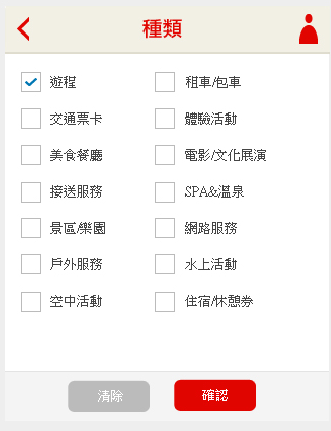 種類
遊程 租車/包車
交通票卡 體驗活動
美食餐廳 電影/文化展演
接送服務 SPA&溫泉
景區/樂園 網路服務
戶外服務 水上活動
空中活動 住宿/休憩券
清除 確認